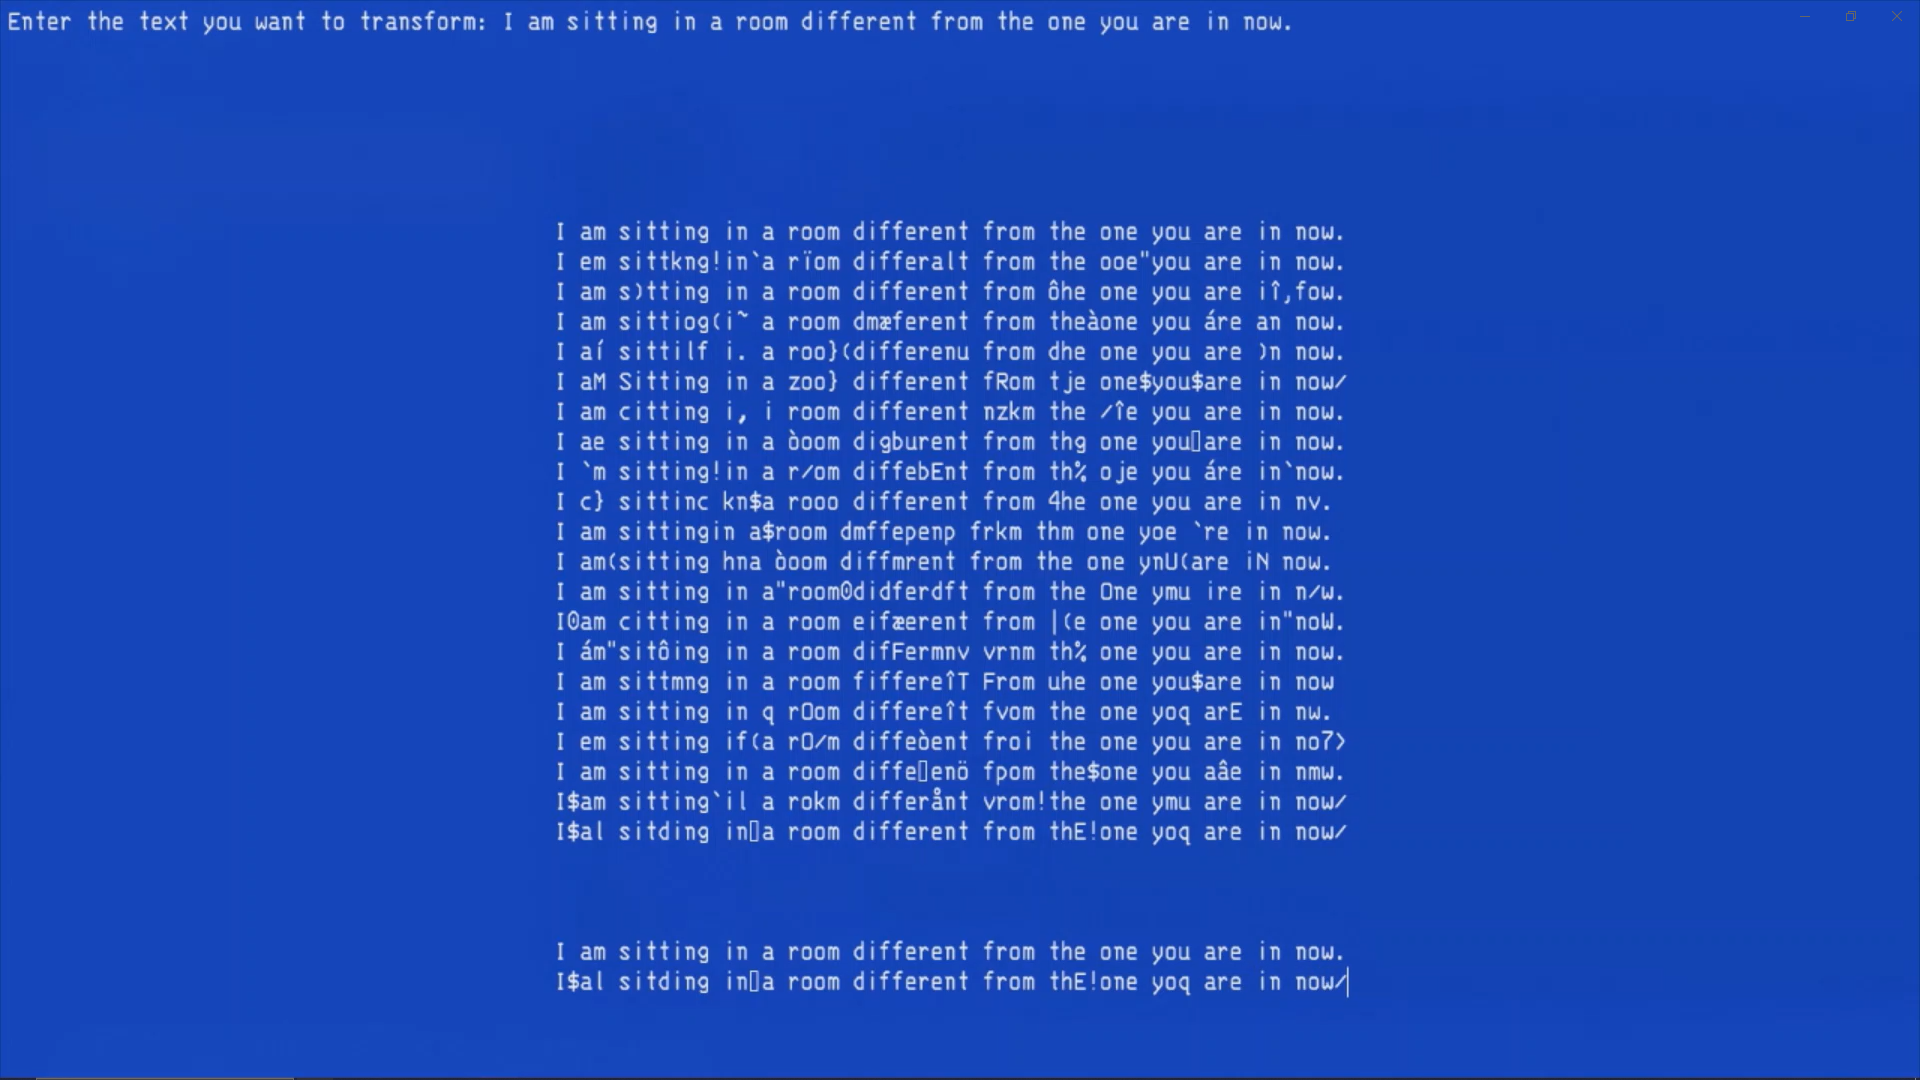 Enter the text you want to transform: I am sitting in a room different from the one you are in now.
I am sitting in a room different from the one you are in now.
I em sittkng!in`a rïom differalt from the ooe"you are in now.
I am s)tting in a room different from ôhe one you are iî,fow.
I am sittiog(i~ a room dmæferent from theàone you áre an now.
I aí sittilf i. a roo}(differenu from dhe one you are )n now.
I aM Sitting in a zoo} different fRom tje one$you$are in now/
I am citting i, i room different nzkm the /îe you are in now.
I ae sitting in a òoom digburent from thg one you▯are in now.
I `m sitting!in a r/om diffebEnt from th% oje you áre in`now.
I c} sittinc kn$a rooo different from 4he one you are in nv.
I am sittingin a$room dmffepenp frkm thm one yoe `re in now.
I am(sitting hna òoom diffmrent from the one ynU(are iN now.
I am sitting in a"room0didferdft from the One ymu ire in n/w.
I0am citting in a room eifæerent from |(e one you are in"noW.
I ám"sitôing in a room difFermnv vrnm th% one you are in now.
I am sittmng in a room fiffereîT From uhe one you$are in now
I am sitting in q rOom differeît fvom the one yoq arE in nw.
I em sitting if(a rO/m diffeòent froi the one you are in no7>
I am sitting in a room diffe▯enö fpom the$one you aâe in nmw.
I$am sitting`il a rokm differånt vrom!the one ymu are in now/
I$al sitding in▯a room different from thE!one yoq are in now/
I am sitting in a room different from the one you are in now.
I$al sitding in▯a room different from thE!one yoq are in now/